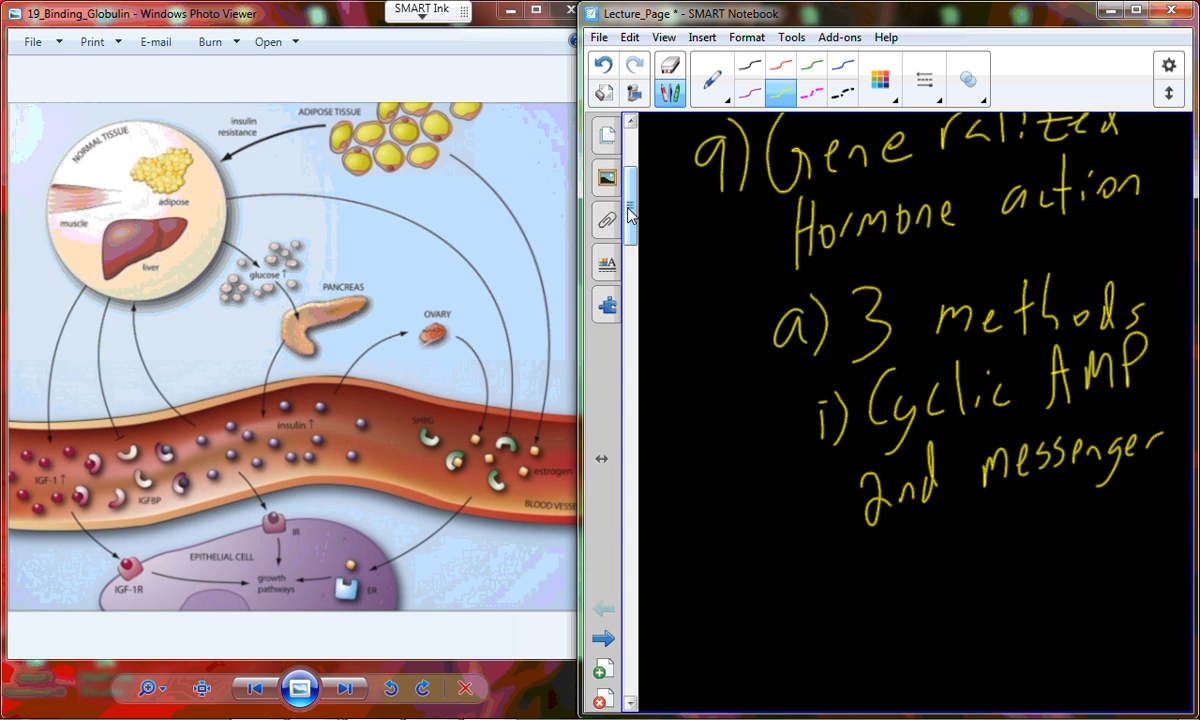 19_Binding_Globulin - Windows Photo Viewer
SMART Ink
File Print E-mail Burn Open
NORMAL TISSUE
adipose
muscle
liver
insulin
resistance
ADIPOSE TISSUE
glucose ↑
PANCREAS
OVARY
insulin ↑
SHBG
estrogen
IGF-1 ↑
IGFBP
BLOOD VESSE
IR
EPITHELIAL CELL
IGF-1R
growth
pathways
ER
Lecture_Page * - SMART Notebook
File Edit View Insert Format Tools Add-ons Help
9) Generalized
Hormone action
a) 3 methods
i) Cyclic AMP
2nd messenger